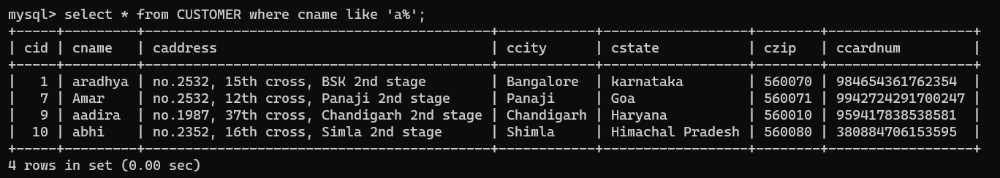 mysql> select * from CUSTOMER where cname like 'a%';
+-----+---------+-------------------------------------------+------------+------------------+--------+------------------+
| cid | cname   | caddress                                  | ccity      | cstate           | czip   | ccardnum         |
+-----+---------+-------------------------------------------+------------+------------------+--------+------------------+
|   1 | aradhya | no.2532, 15th cross, BSK 2nd stage        | Bangalore  | karnataka        | 560070 | 984654361762354  |
|   7 | Amar    | no.2532, 12th cross, Panaji 2nd stage     | Panaji     | Goa              | 560071 | 9942724291700247 |
|   9 | aadira  | no.1987, 37th cross, Chandigarh 2nd stage | Chandigarh | Haryana          | 560010 | 959417838538581  |
|  10 | abhi    | no.2352, 16th cross, Simla 2nd stage      | Shimla     | Himachal Pradesh | 560080 | 380884706153595  |
+-----+---------+-------------------------------------------+------------+------------------+--------+------------------+
4 rows in set (0.00 sec)